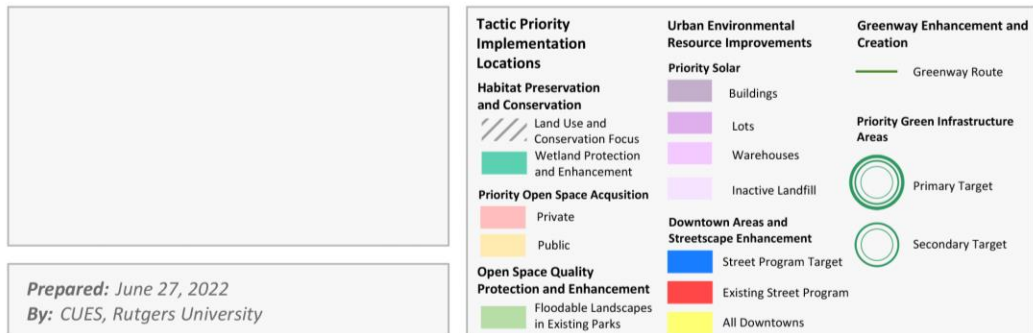 Prepared: June 27, 2022
By: CUES, Rutgers University
Tactic Priority
Implementation
Locations
Habitat Preservation
and Conservation
Land Use and
Conservation Focus
Wetland Protection
and Enhancement
Priority Open Space Acqusition
Private
Public
Open Space Quality
Protection and Enhancement
Floodable Landscapes
in Existing Parks
Urban Environmental
Resource Improvements
Priority Solar
Buildings
Lots
Warehouses
Inactive Landfill
Downtown Areas and
Streetscape Enhancement
Street Program Target
Existing Street Program
All Downtowns
Greenway Enhancement and
Creation
Greenway Route
Priority Green Infrastructure
Areas
Primary Target
Secondary Target